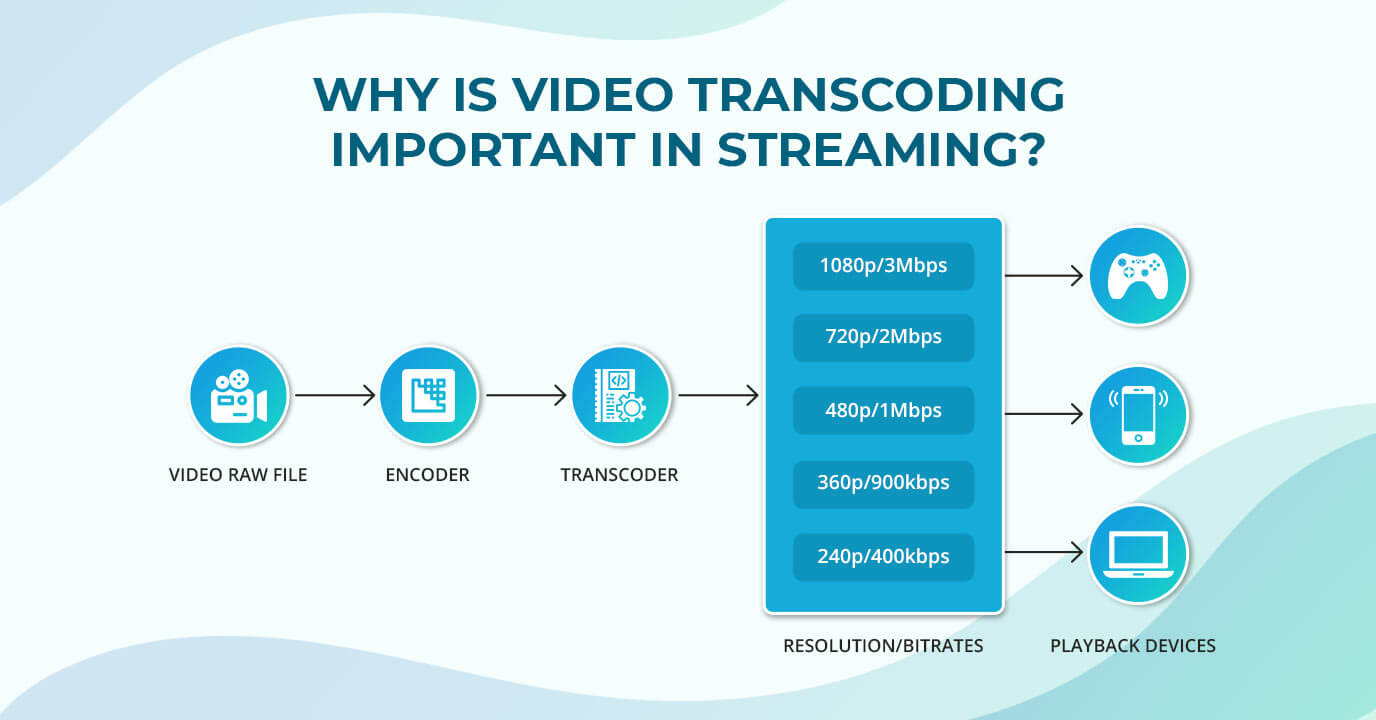 WHY IS VIDEO TRANSCODING
IMPORTANT IN STREAMING?
VIDEO RAW FILE
ENCODER
TRANSCODER
1080p/3Mbps
720p/2Mbps
480p/1Mbps
360p/900kbps
240p/400kbps
RESOLUTION/BITRATES
PLAYBACK DEVICES